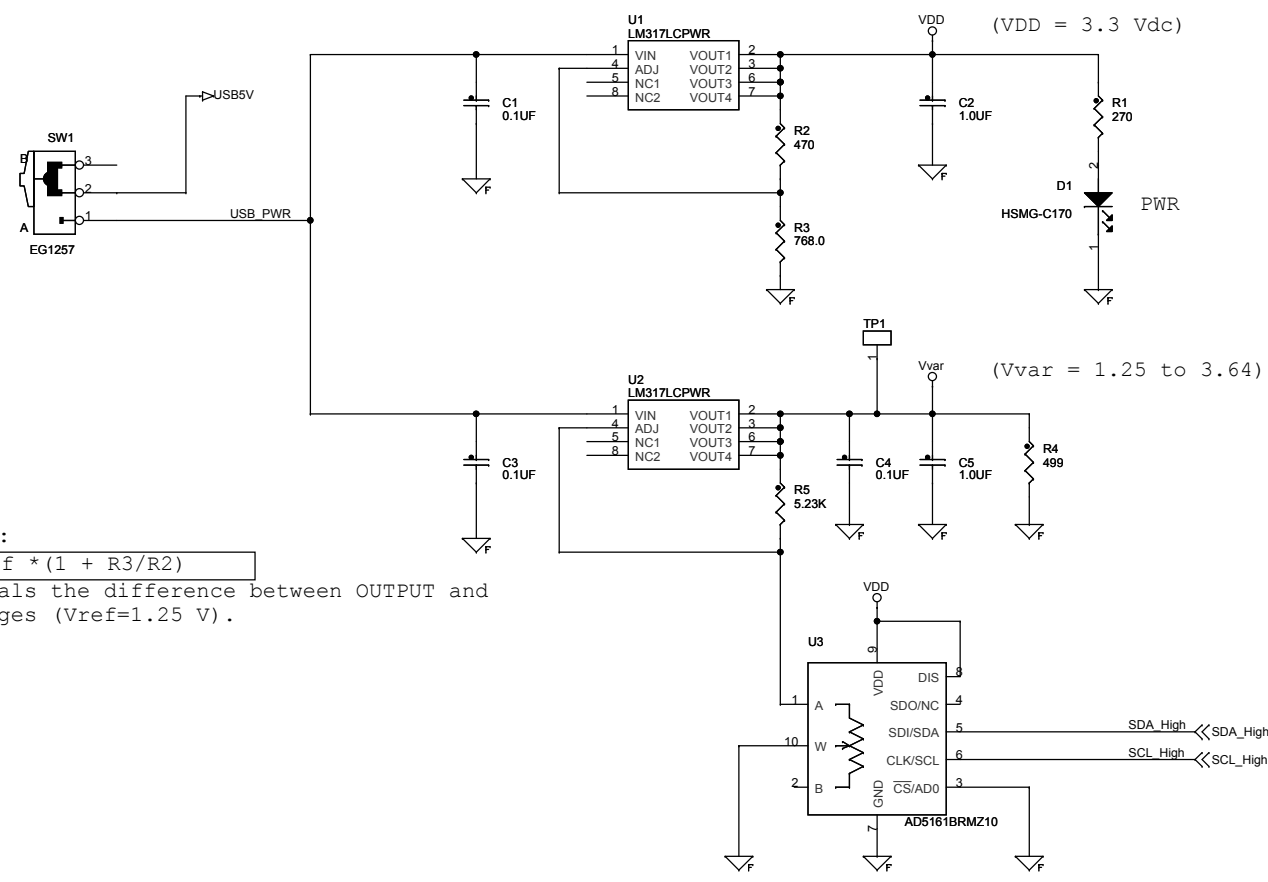 U1
LM317LCPWR
1 VIN VOUT1 2
4 ADJ VOUT2 3
5 NC1 VOUT3 6
8 NC2 VOUT4 7
VDD
(VDD = 3.3 Vdc)
C1
0.1UF
C2
1.0UF
R1
270
USB5V
SW1
B
3
2
1
A
EG1257
USB_PWR
R2
470
R3
768.0
2
D1
HSMG-C170
PWR
1
F
F
F
F
TP1
1
Vvar
(Vvar = 1.25 to 3.64)
U2
LM317LCPWR
1 VIN VOUT1 2
4 ADJ VOUT2 3
5 NC1 VOUT3 6
8 NC2 VOUT4 7
C3
0.1UF
R5
5.23K
C4
0.1UF
C5
1.0UF
R4
499
F
F
F
F
:
f *(1 + R3/R2)
als the difference between OUTPUT and
ges (Vref=1.25 V).
VDD
U3
9
VDD
DIS 8
1 A
SDO/NC 4
SDI/SDA 5
SDA_High
SDA_High
10 W
CLK/SCL 6
SCL_High
SCL_High
2 B
GND
CS/AD0 3
7
AD5161BRMZ10
F
F
F